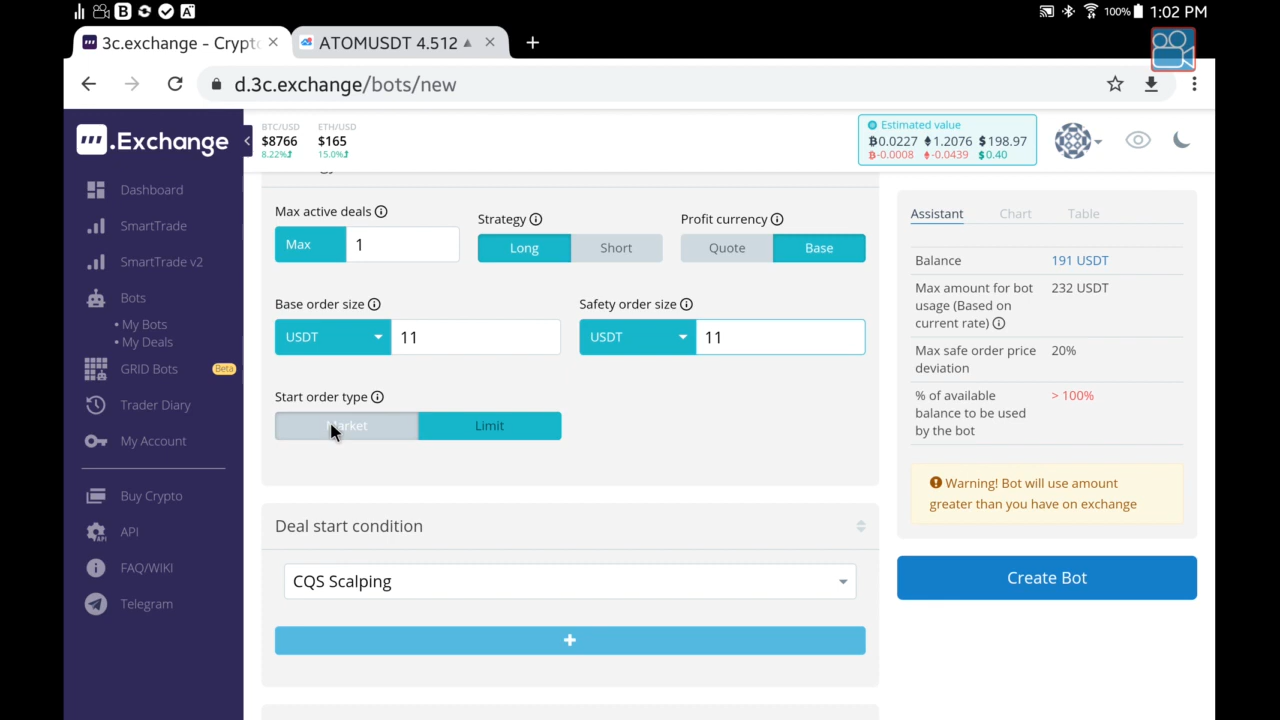 B
A
100%
1:02 PM
3c.exchange - Crypto
ATOMUSDT 4.512 ▲
d.3c.exchange/bots/new
.Exchange
BTC/USD
$8766
8.22%
ETH/USD
$165
15.0%
Estimated value
0.0227 1.2076 $198.97
-0.0008 -0.0439 $0.40
Dashboard
SmartTrade
SmartTrade v2
Bots
• My Bots
• My Deals
GRID Bots
Beta
Trader Diary
My Account
Buy Crypto
API
API
FAQ/WIKI
Telegram
Max active deals
Max
1
Strategy
Long
Short
Profit currency
Quote
Base
Base order size
USDT
11
Safety order size
USDT
11
Start order type
Market
Limit
Deal start condition
CQS Scalping
+
Assistant
Chart
Table
Balance
191 USDT
Max amount for bot
usage (Based on
current rate)
232 USDT
Max safe order price
deviation
20%
% of available
balance to be used
by the bot
> 100%
Warning! Bot will use amount
greater than you have on exchange
Create Bot